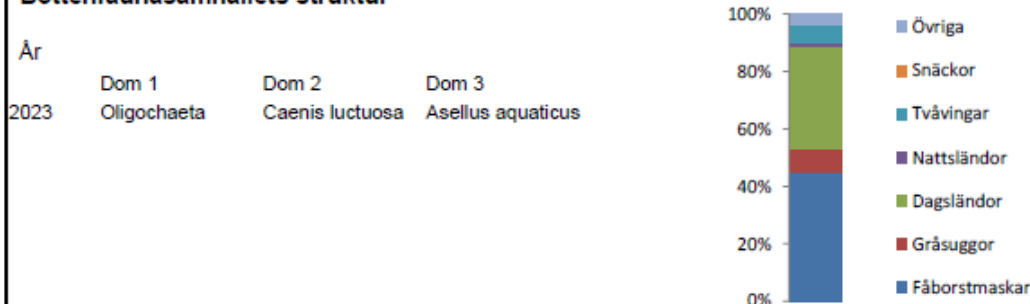 Bottenfaunasamhällets struktur
År
Dom 1 Dom 2 Dom 3
2023 Oligochaeta Caenis luctuosa Asellus aquaticus
100%
80%
60%
40%
20%
0%
Övriga
Snäckor
Tvåvingar
Nattsländor
Dagsländor
Gråsuggor
Fåborstmaskar